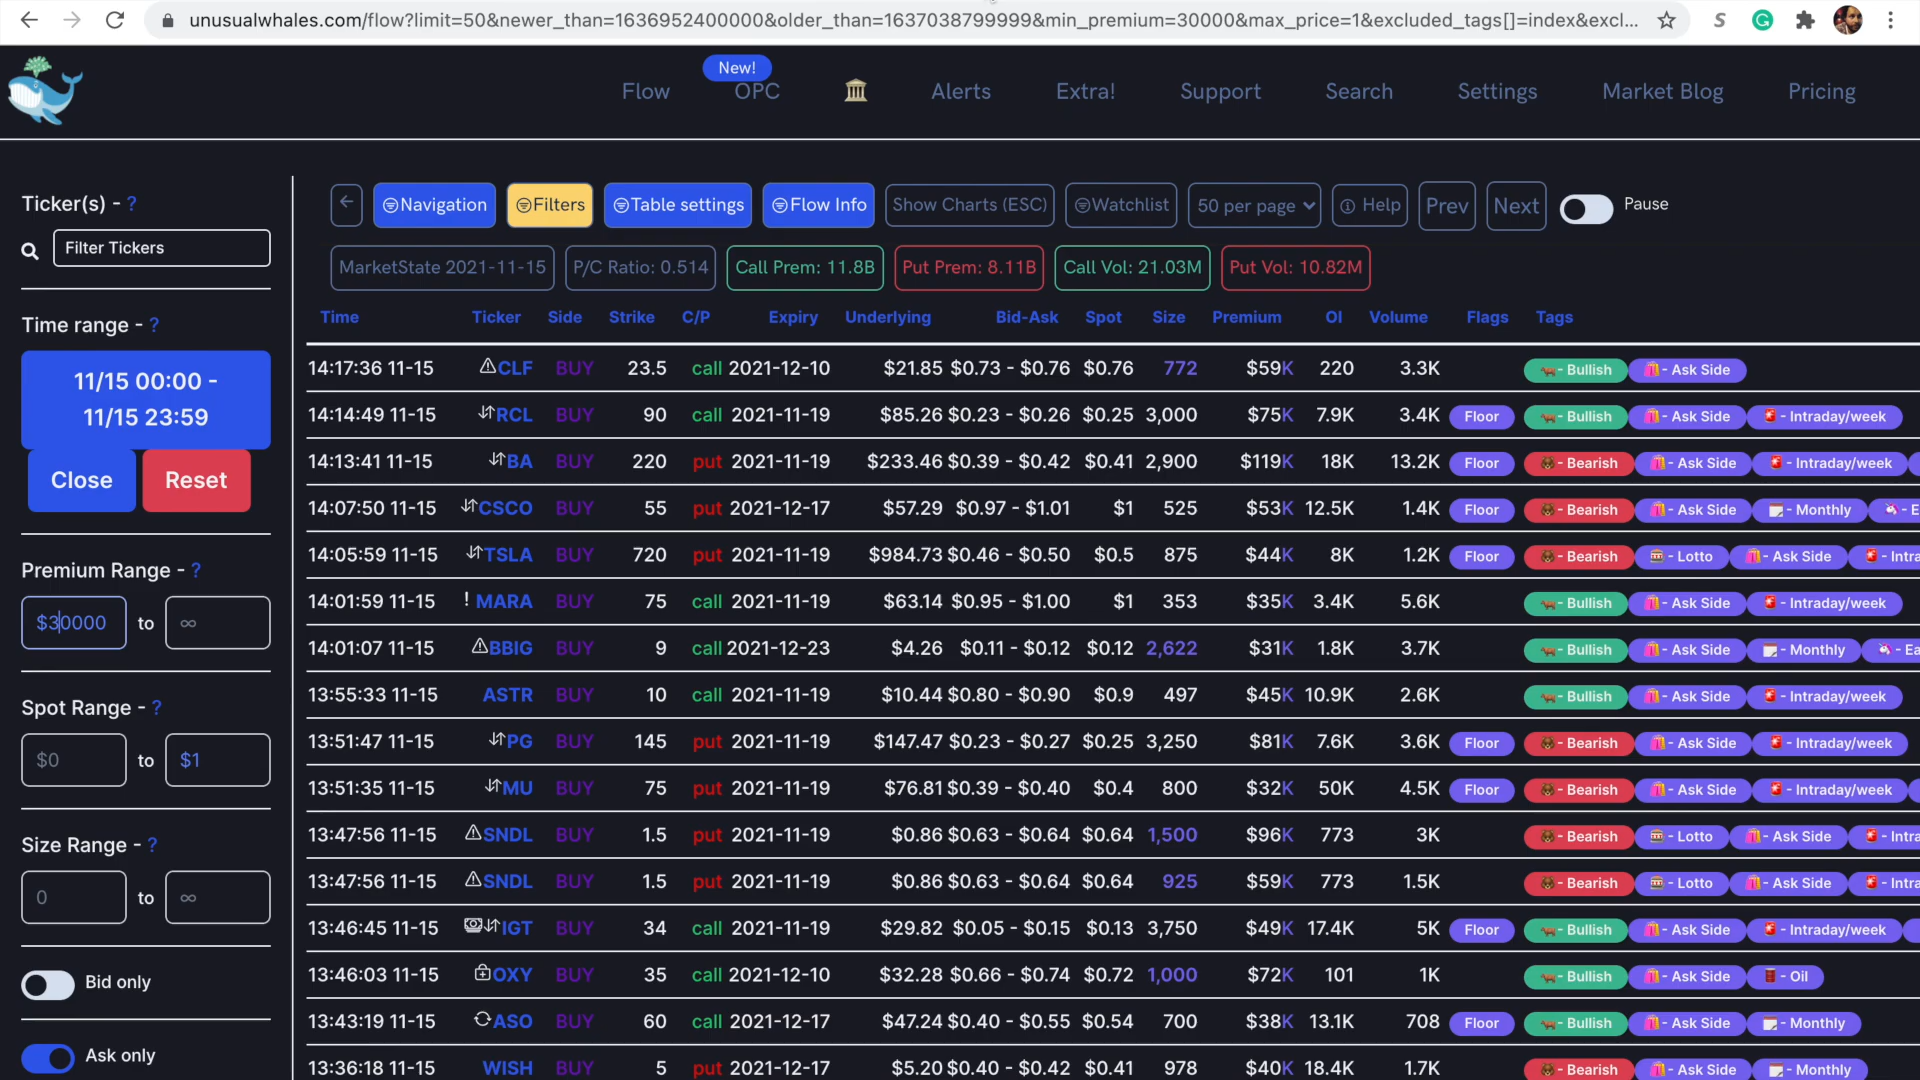 unusualwhales.com/flow?limit=50&newer_than=1636952400000&older_than=1637038799999&min_premium=30000&max_price=1&excluded_tags[]=index&excl...
New!
Flow OPC Alerts Extra! Support Search Settings Market Blog Pricing
Ticker(s) - ?
Filter Tickers
Time range - ?
11/15 00:00 -
11/15 23:59
Close Reset
Premium Range - ?
$30000 to ∞
Spot Range - ?
$0 to $1
Size Range - ?
0 to ∞
Bid only
Ask only
Navigation Filters Table settings Flow Info Show Charts (ESC) Watchlist 50 per page Help Prev Next Pause
MarketState 2021-11-15 P/C Ratio: 0.514 Call Prem: 11.8B Put Prem: 8.11B Call Vol: 21.03M Put Vol: 10.82M
Time Ticker Side Strike C/P Expiry Underlying Bid-Ask Spot Size Premium OI Volume Flags Tags
14:17:36 11-15 CLF BUY 23.5 call 2021-12-10 $21.85 $0.73 - $0.76 $0.76 772 $59K 220 3.3K - Bullish - Ask Side
14:14:49 11-15 RCL BUY 90 call 2021-11-19 $85.26 $0.23 - $0.26 $0.25 3,000 $75K 7.9K 3.4K Floor - Bullish - Ask Side - Intraday/week
14:13:41 11-15 BA BUY 220 put 2021-11-19 $233.46 $0.39 - $0.42 $0.41 2,900 $119K 18K 13.2K Floor - Bearish - Ask Side - Intraday/week
14:07:50 11-15 CSCO BUY 55 put 2021-12-17 $57.29 $0.97 - $1.01 $1 525 $53K 12.5K 1.4K Floor - Bearish - Ask Side - Monthly - E
14:05:59 11-15 TSLA BUY 720 put 2021-11-19 $984.73 $0.46 - $0.50 $0.5 875 $44K 8K 1.2K Floor - Bearish - Lotto - Ask Side - Intra
14:01:59 11-15 ! MARA BUY 75 call 2021-11-19 $63.14 $0.95 - $1.00 $1 353 $35K 3.4K 5.6K - Bullish - Ask Side - Intraday/week
14:01:07 11-15 BBIG BUY 9 call 2021-12-23 $4.26 $0.11 - $0.12 $0.12 2,622 $31K 1.8K 3.7K - Bullish - Ask Side - Monthly - Ea
13:55:33 11-15 ASTR BUY 10 call 2021-11-19 $10.44 $0.80 - $0.90 $0.9 497 $45K 10.9K 2.6K - Bullish - Ask Side - Intraday/week
13:51:47 11-15 PG BUY 145 put 2021-11-19 $147.47 $0.23 - $0.27 $0.25 3,250 $81K 7.6K 3.6K Floor - Bearish - Ask Side - Intraday/week
13:51:35 11-15 MU BUY 75 put 2021-11-19 $76.81 $0.39 - $0.40 $0.4 800 $32K 50K 4.5K Floor - Bearish - Ask Side - Intraday/week
13:47:56 11-15 SNDL BUY 1.5 put 2021-11-19 $0.86 $0.63 - $0.64 $0.64 1,500 $96K 773 3K - Bearish - Lotto - Ask Side - Intra
13:47:56 11-15 SNDL BUY 1.5 put 2021-11-19 $0.86 $0.63 - $0.64 $0.64 925 $59K 773 1.5K - Bearish - Lotto - Ask Side - Intra
13:46:45 11-15 IGT BUY 34 call 2021-11-19 $29.82 $0.05 - $0.15 $0.13 3,750 $49K 17.4K 5K Floor - Bullish - Ask Side - Intraday/week
13:46:03 11-15 OXY BUY 35 call 2021-12-10 $32.28 $0.66 - $0.74 $0.72 1,000 $72K 101 1K - Bullish - Ask Side - Oil
13:43:19 11-15 ASO BUY 60 call 2021-12-17 $47.24 $0.40 - $0.55 $0.54 700 $38K 13.1K 708 Floor - Bullish - Ask Side - Monthly
13:36:18 11-15 WISH BUY 5 put 2021-12-17 $5.20 $0.40 - $0.42 $0.41 978 $40K 18.4K 1.7K - Bearish - Ask Side - Monthly